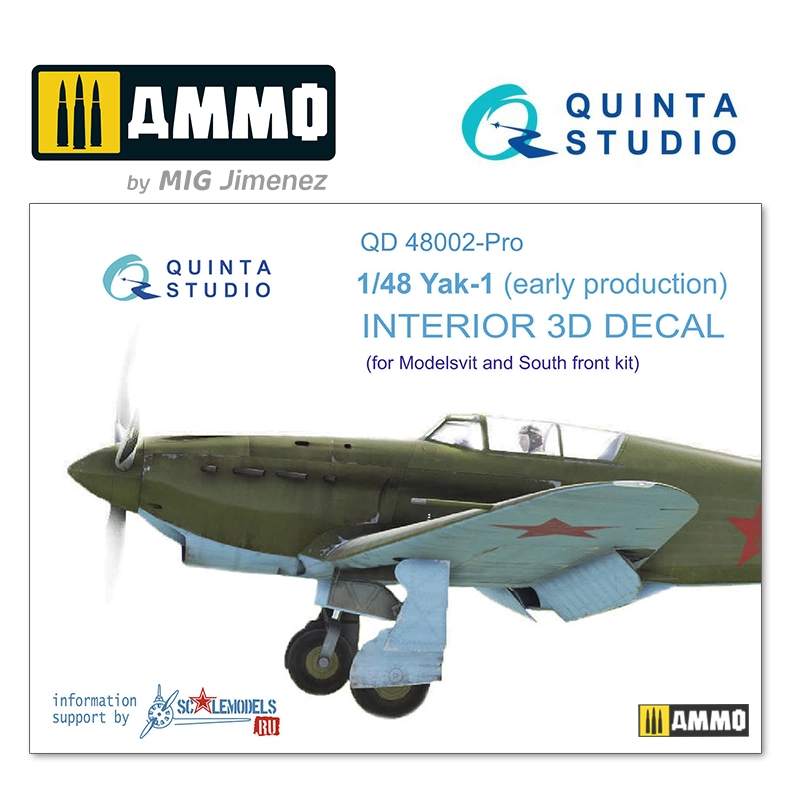 AMMO
by MIG Jimenez
QUINTA
STUDIO
QUINTA
STUDIO
QD 48002-Pro
1/48 Yak-1 (early production)
INTERIOR 3D DECAL
(for Modelsvit and South front kit)
information
support by
SCALEMODELS
RU
AMMO